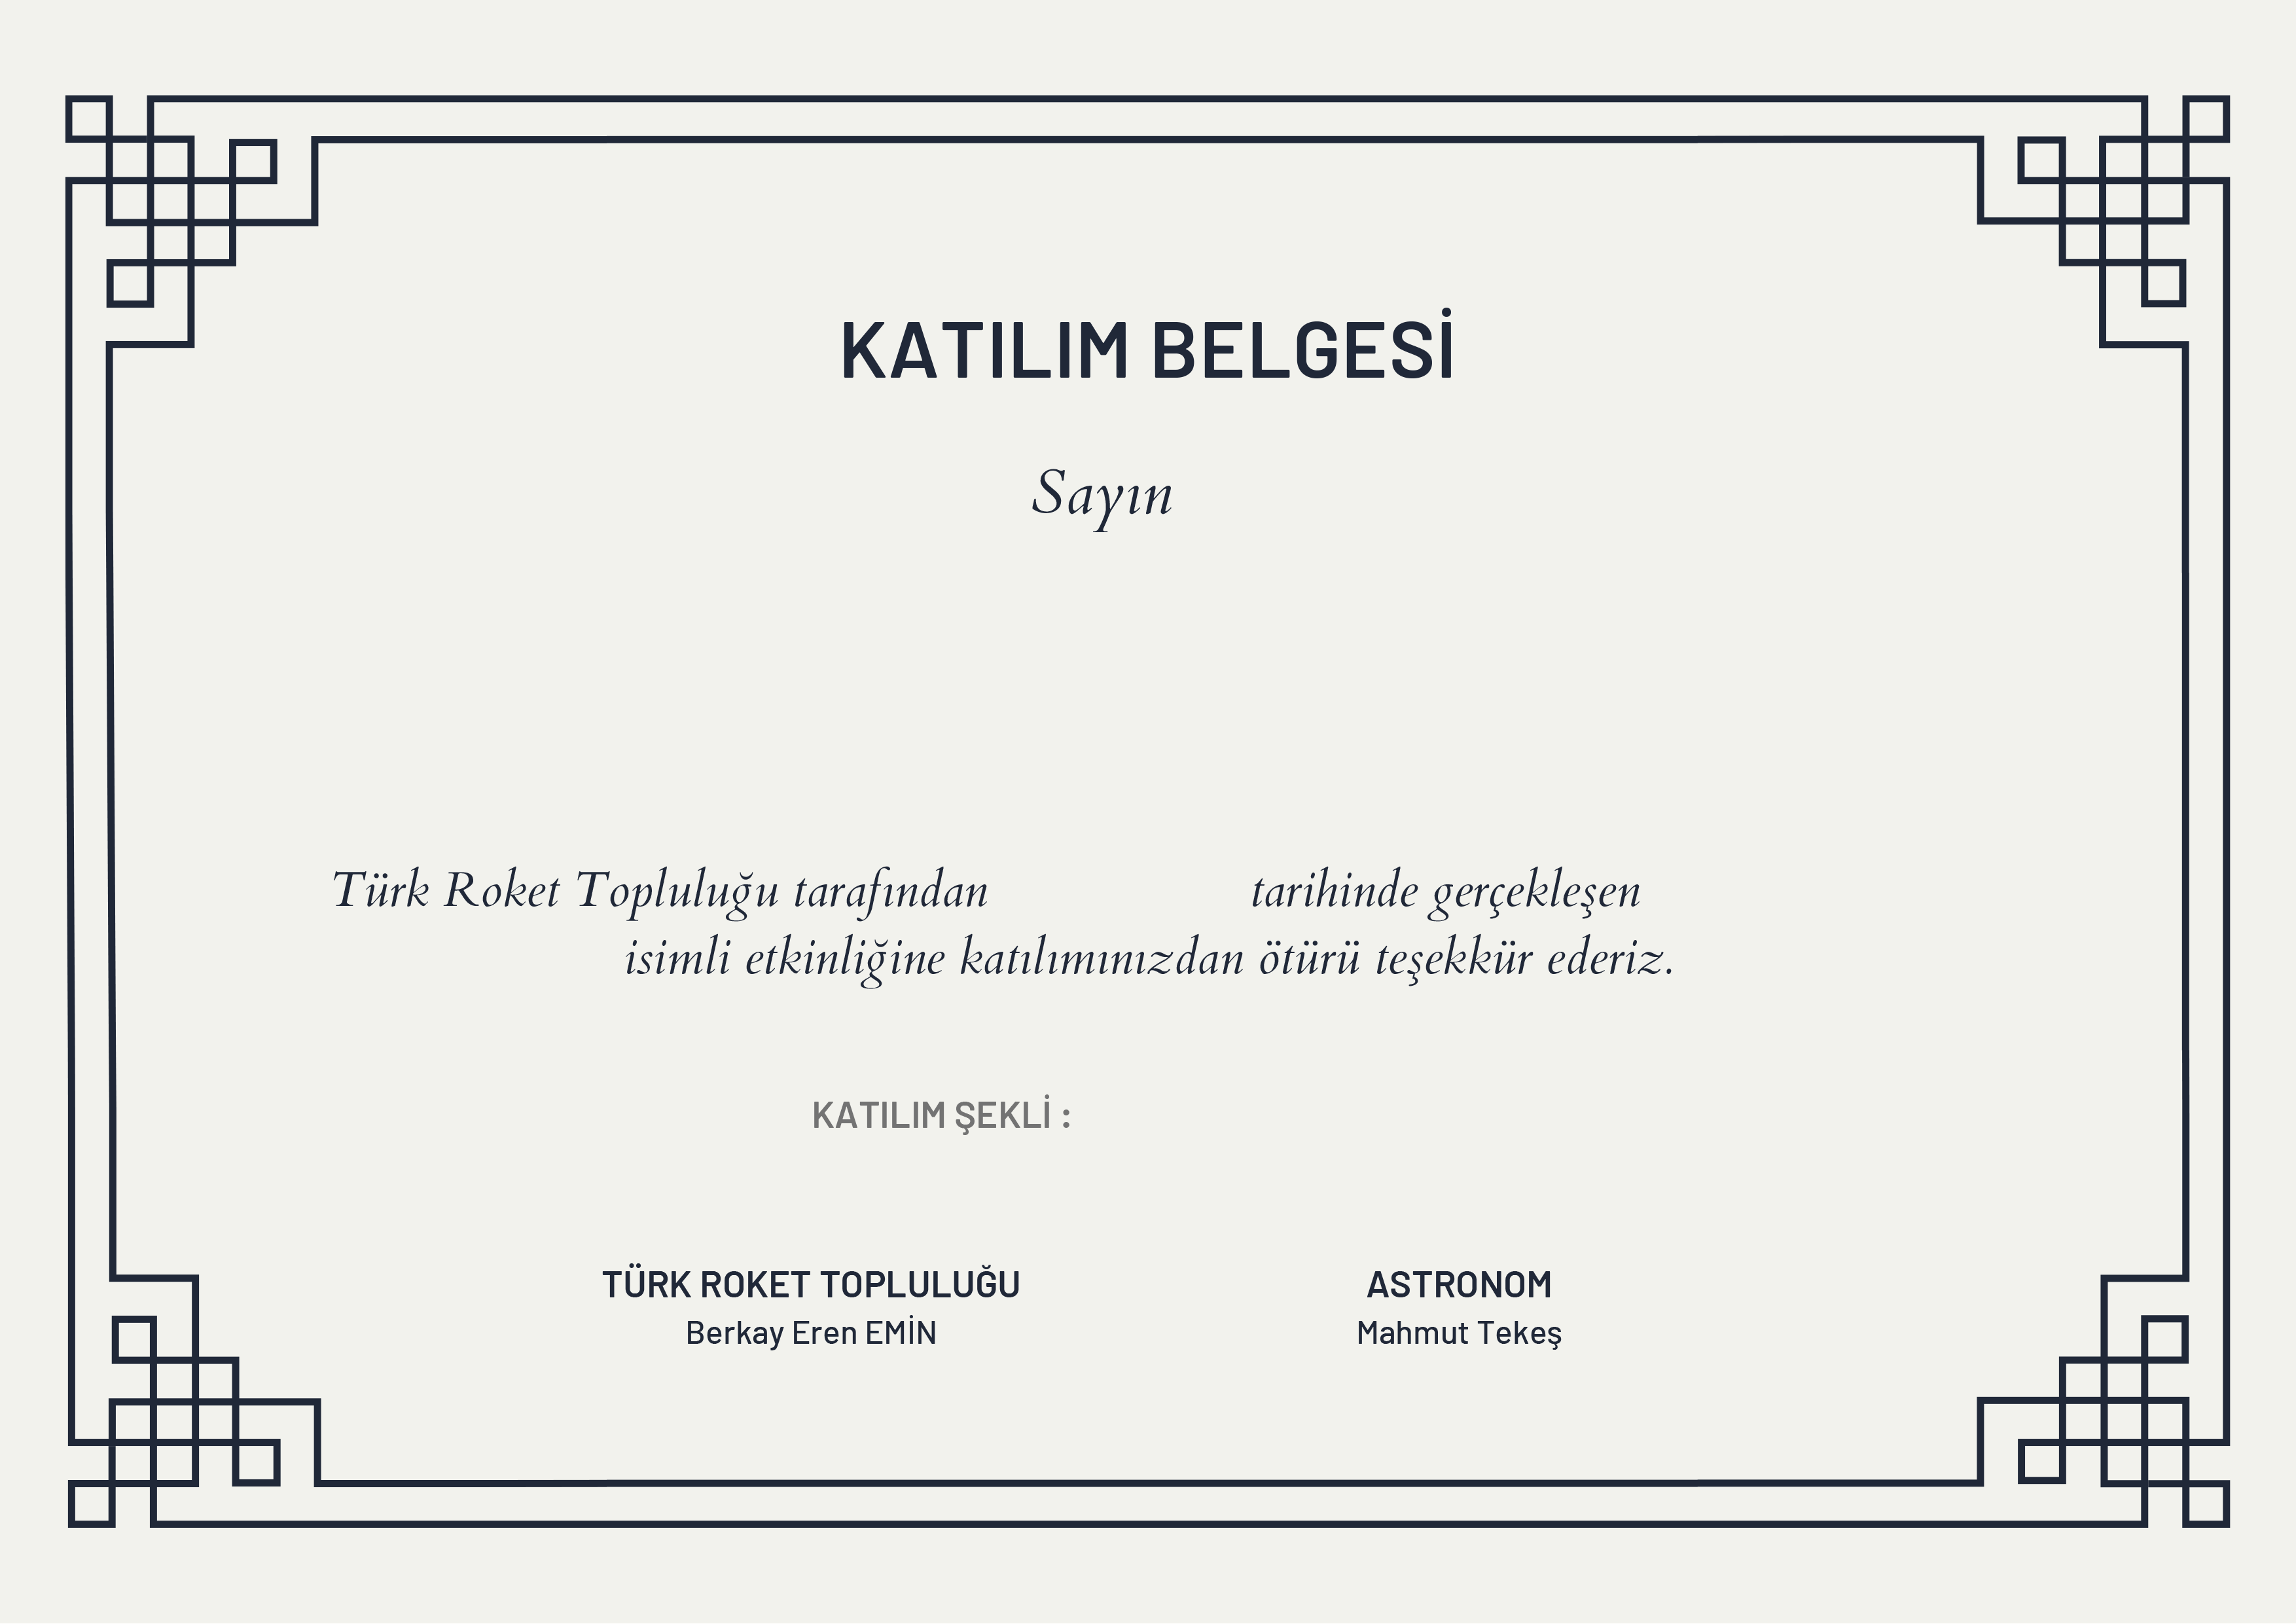 KATILIM BELGESİ
Sayın
Türk Roket Topluluğu tarafından tarihinde gerçekleşen
isimli etkinliğine katılımınızdan ötürü teşekkür ederiz.
KATILIM ŞEKLİ :
TÜRK ROKET TOPLULUĞU ASTRONOM
Berkay Eren EMİN Mahmut Tekeş